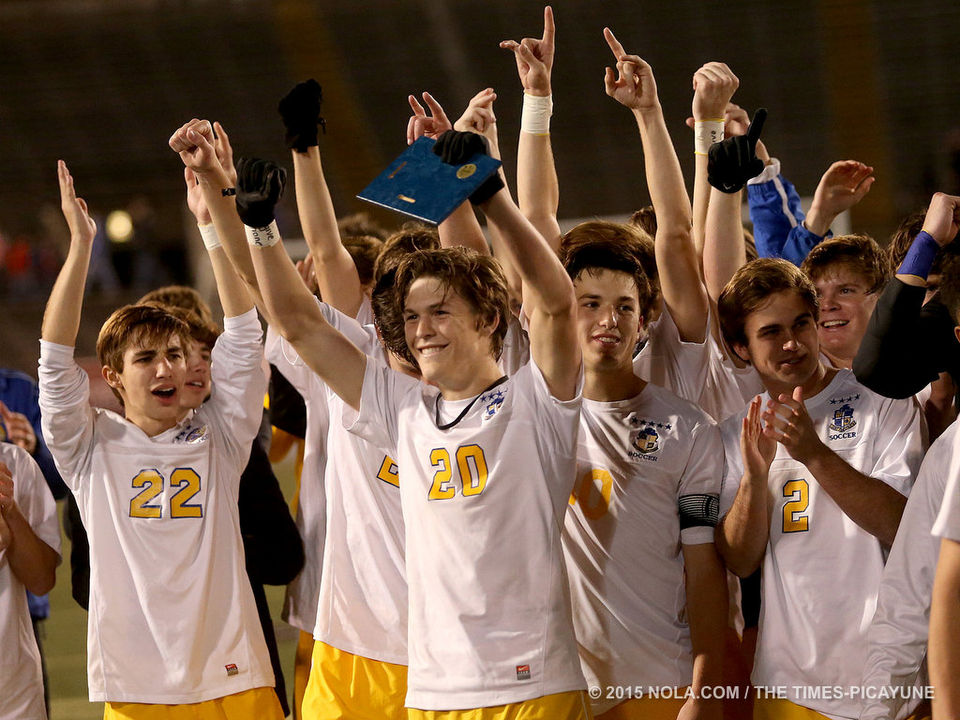 22
20
SOCCER
SOCCER
2
© 2015 NOLA.COM / THE TIMES-PICAYUNE